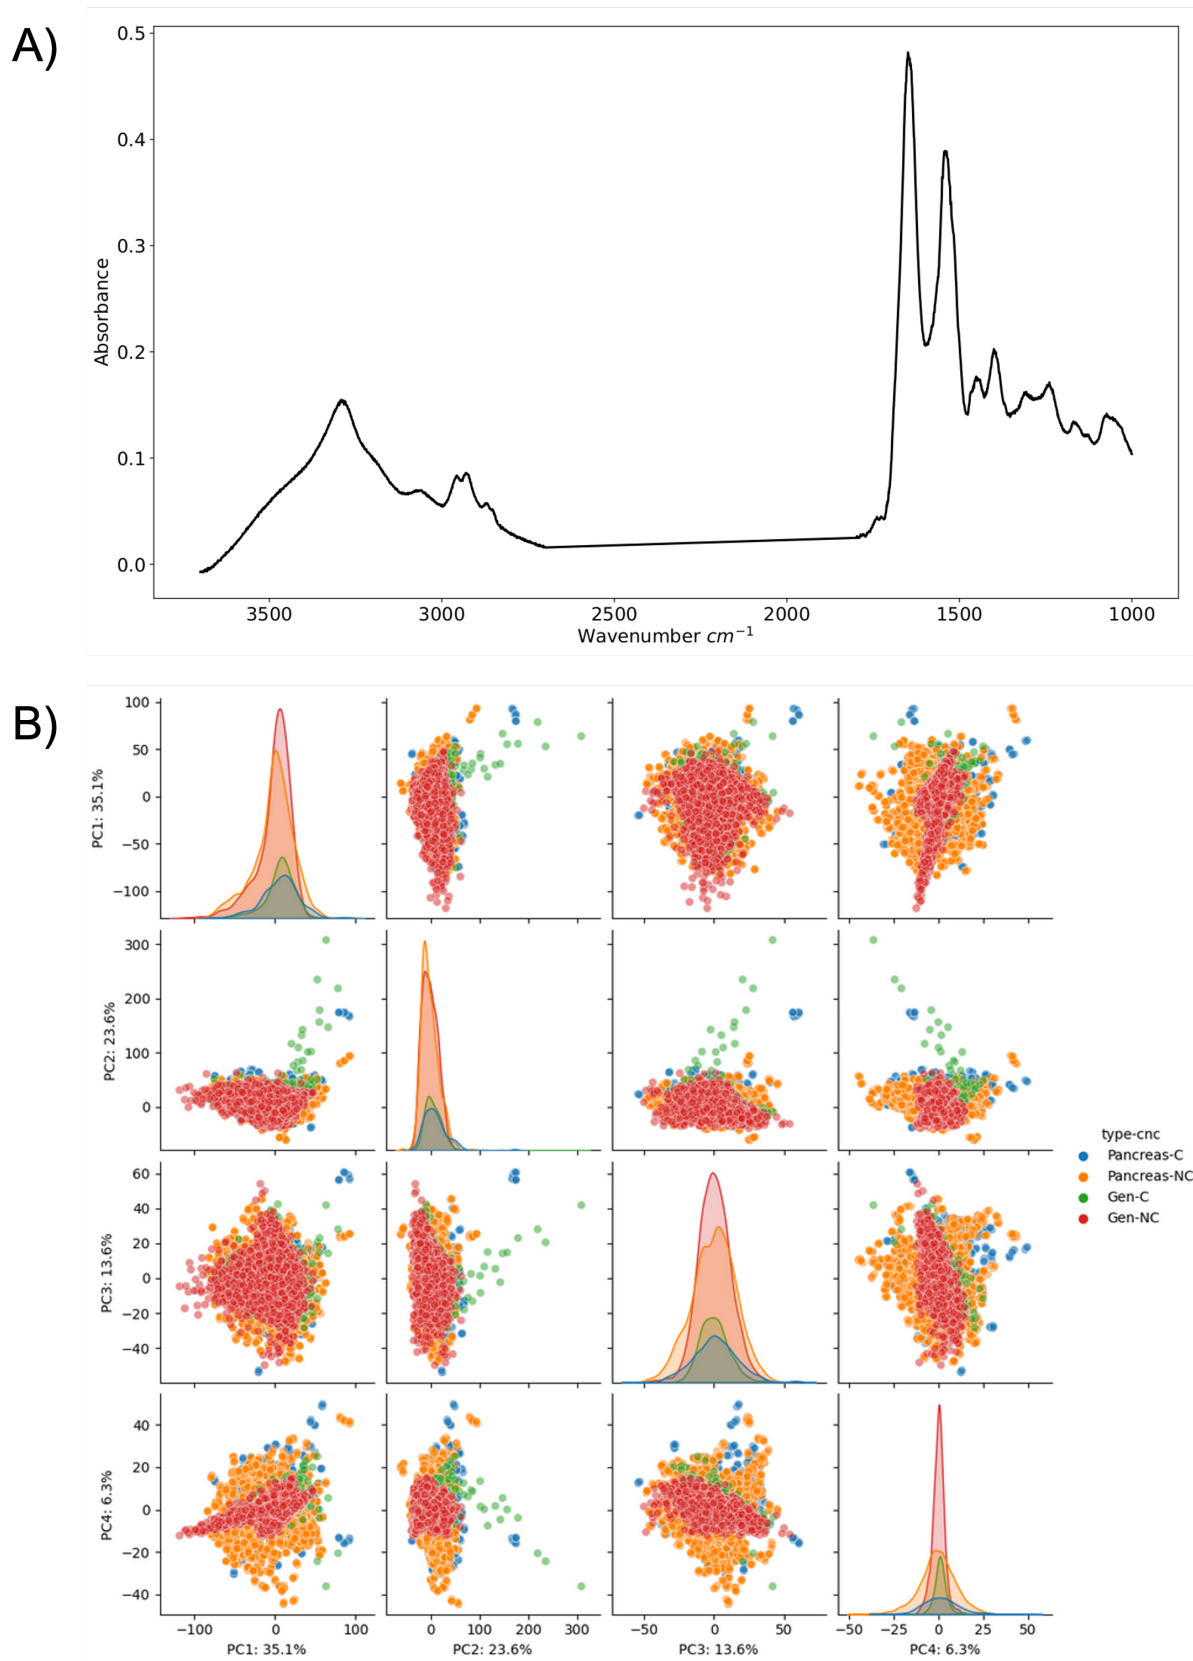 A)
0.5
0.4
0.3
0.2
0.1
0.0
Absorbance
3500 3000 2500 2000 1500 1000
Wavenumber cm⁻¹
B)
100
50
0
−50
−100
PC1: 35.1%
300
200
100
0
PC2: 23.6%
60
40
20
0
−20
−40
PC3: 13.6%
40
20
0
−20
−40
PC4: 6.3%
−100 0 100 0 100 200 300 −50 0 50 −50 −25 0 25 50
PC1: 35.1% PC2: 23.6% PC3: 13.6% PC4: 6.3%
type-cnc
Pancreas-C
Pancreas-NC
Gen-C
Gen-NC